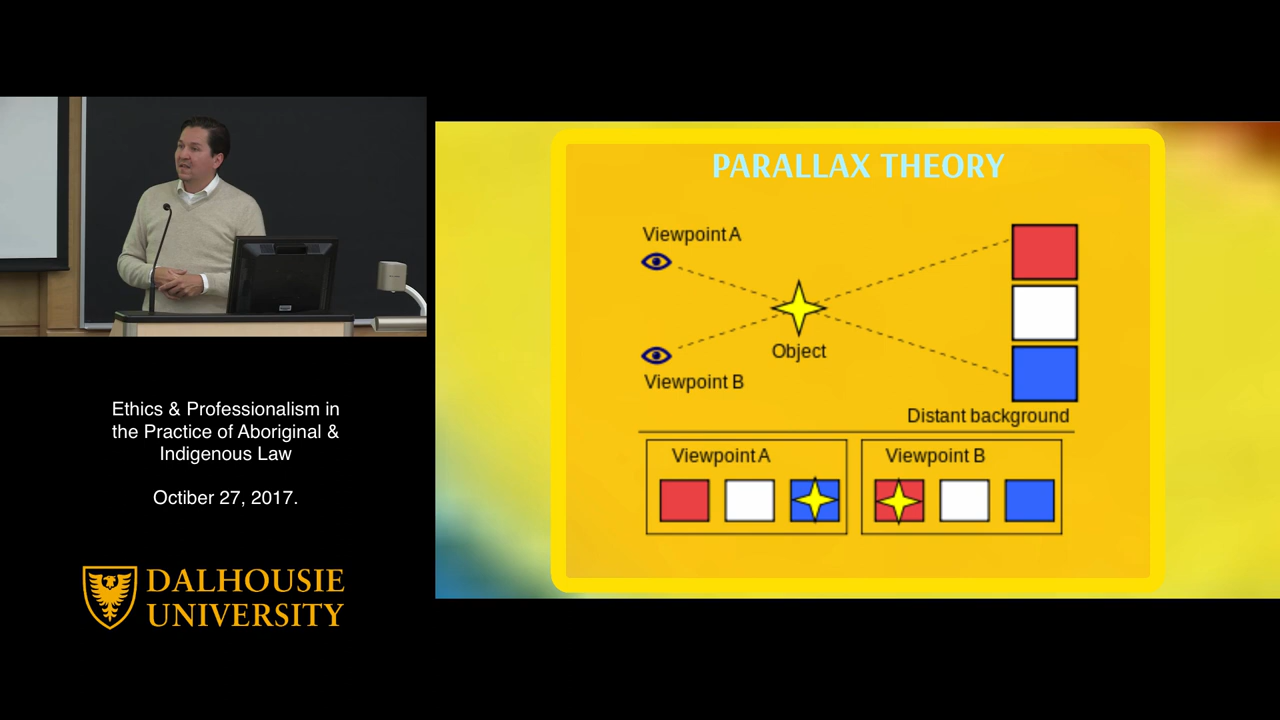 Ethics & Professionalism in
the Practice of Aboriginal &
Indigenous Law
Octiber 27, 2017.
DALHOUSIE
UNIVERSITY
PARALLAX THEORY
Viewpoint A
Object
Viewpoint B
Distant background
Viewpoint A
Viewpoint B